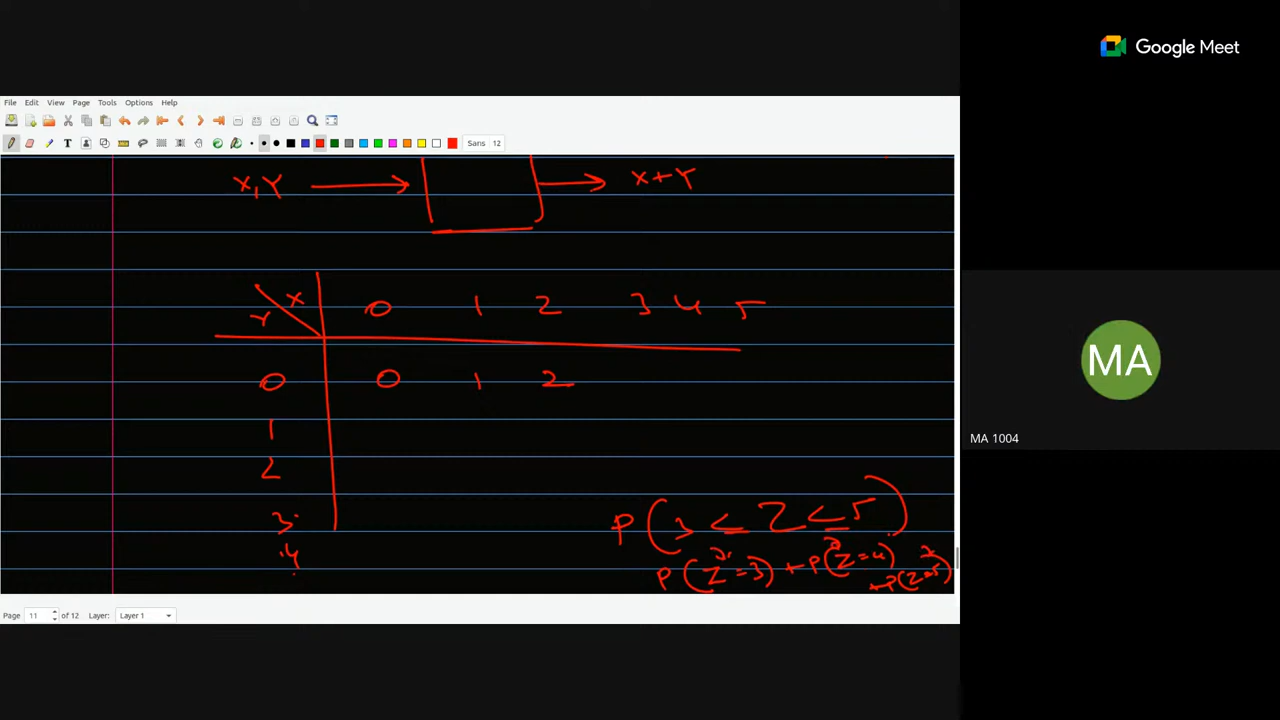 Google Meet
File Edit View Page Tools Options Help
Sans 12
X,Y X+Y
X 0 1 2 3 4 5
Y
0 0 1 2
1
2
3
4
P(3 ≤ Z ≤ 5)
P(Z=3) + P(Z=4)
+P(Z=5)
MA
MA 1004
Page 11 of 12 Layer: Layer 1